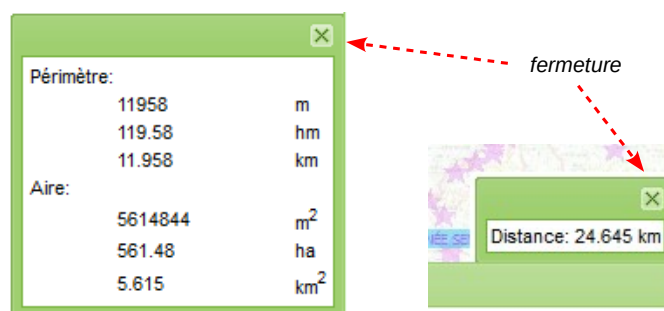 Périmètre:
11958 m
119.58 hm
11.958 km
Aire:
5614844 m²
561.48 ha
5.615 km²
fermeture
Distance: 24.645 km